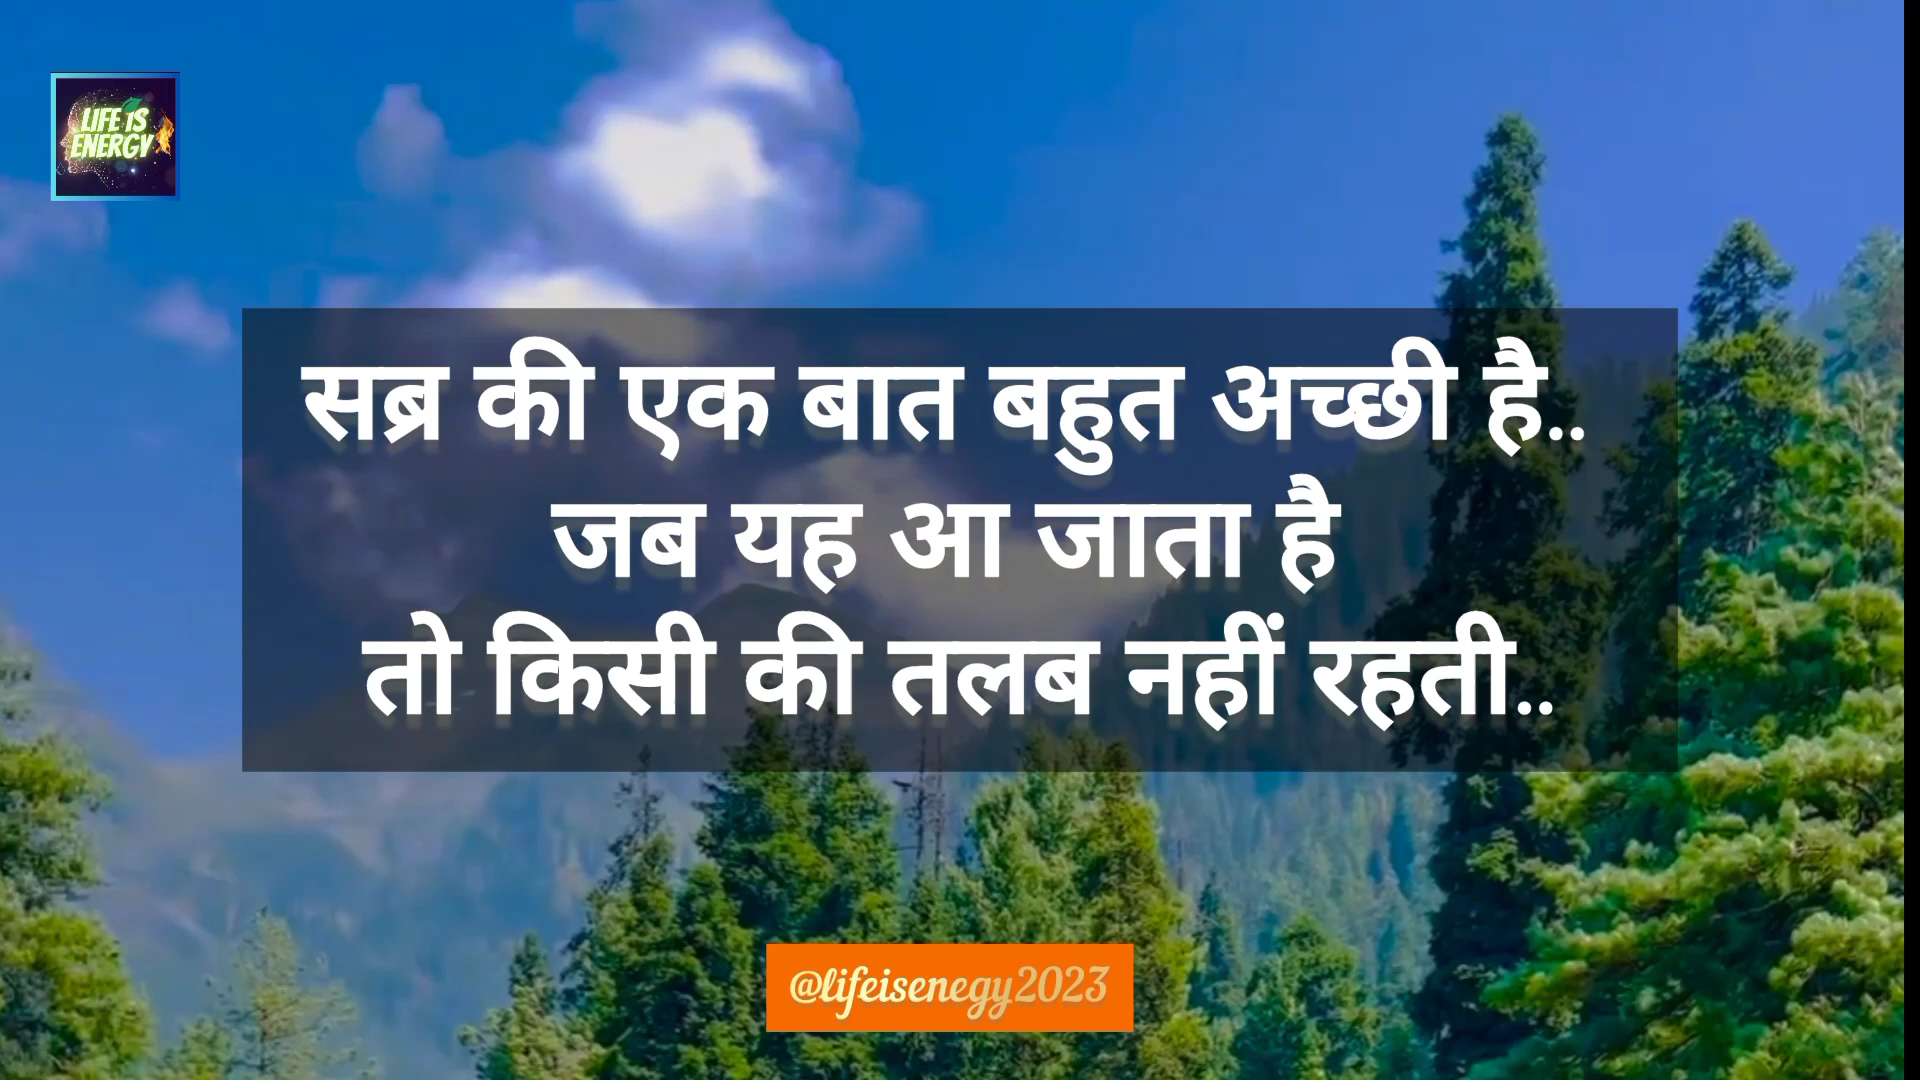 LIFE IS
ENERGY
सब्र की एक बात बहुत अच्छी है..
जब यह आ जाता है
तो किसी की तलब नहीं रहती..
@lifeisenegy2023